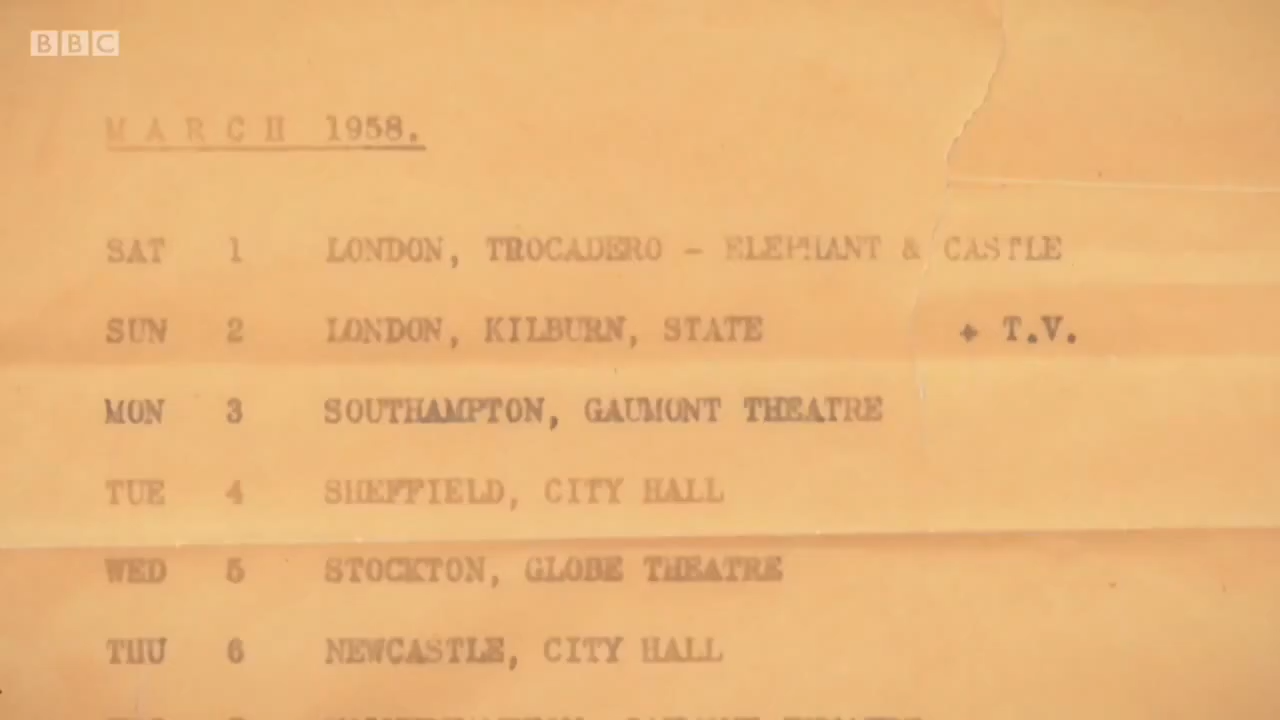 BBC
MARCH 1958.
SAT 1 LONDON, TROCADERO - ELEPHANT & CASTLE
SUN 2 LONDON, KILBURN, STATE + T.V.
MON 3 SOUTHAMPTON, GAUMONT THEATRE
TUE 4 SHEFFIELD, CITY HALL
WED 5 STOCKTON, GLOBE THEATRE
THU 6 NEWCASTLE, CITY HALL